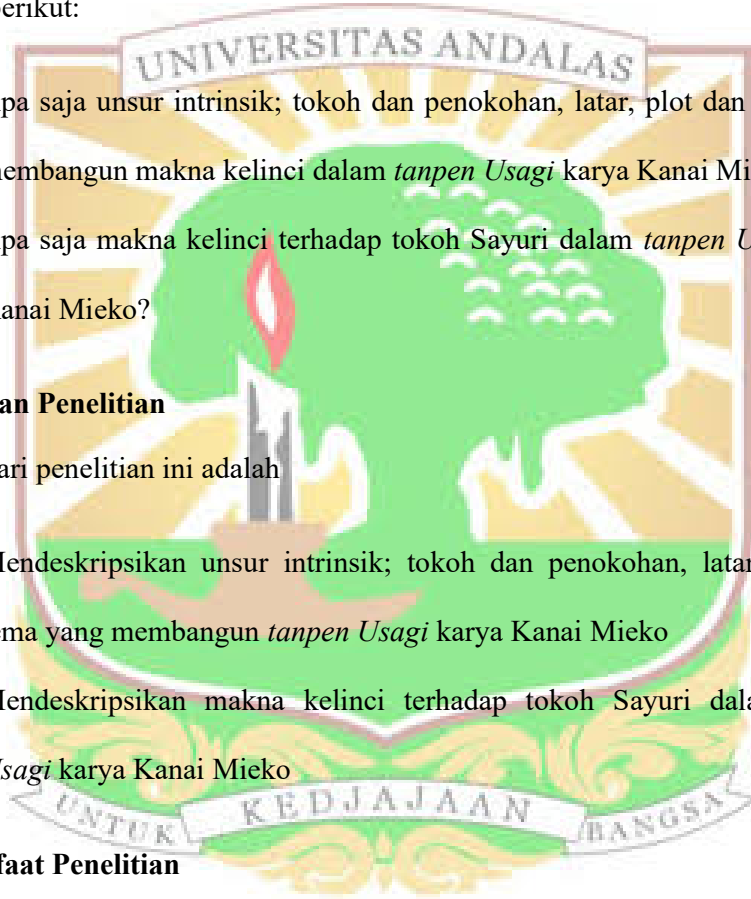 berikut:
UNIVERSITAS ANDALAS
pa saja unsur intrinsik; tokoh dan penokohan, latar, plot dan
membangun makna kelinci dalam tanpen Usagi karya Kanai Mi
pa saja makna kelinci terhadap tokoh Sayuri dalam tanpen U
Kanai Mieko?
an Penelitian
ari penelitian ini adalah
Mendeskripsikan unsur intrinsik; tokoh dan penokohan, latar
ema yang membangun tanpen Usagi karya Kanai Mieko
Mendeskripsikan makna kelinci terhadap tokoh Sayuri dala
Usagi karya Kanai Mieko
UNTUK KEDJAJAAN BANGSA
faat Penelitian